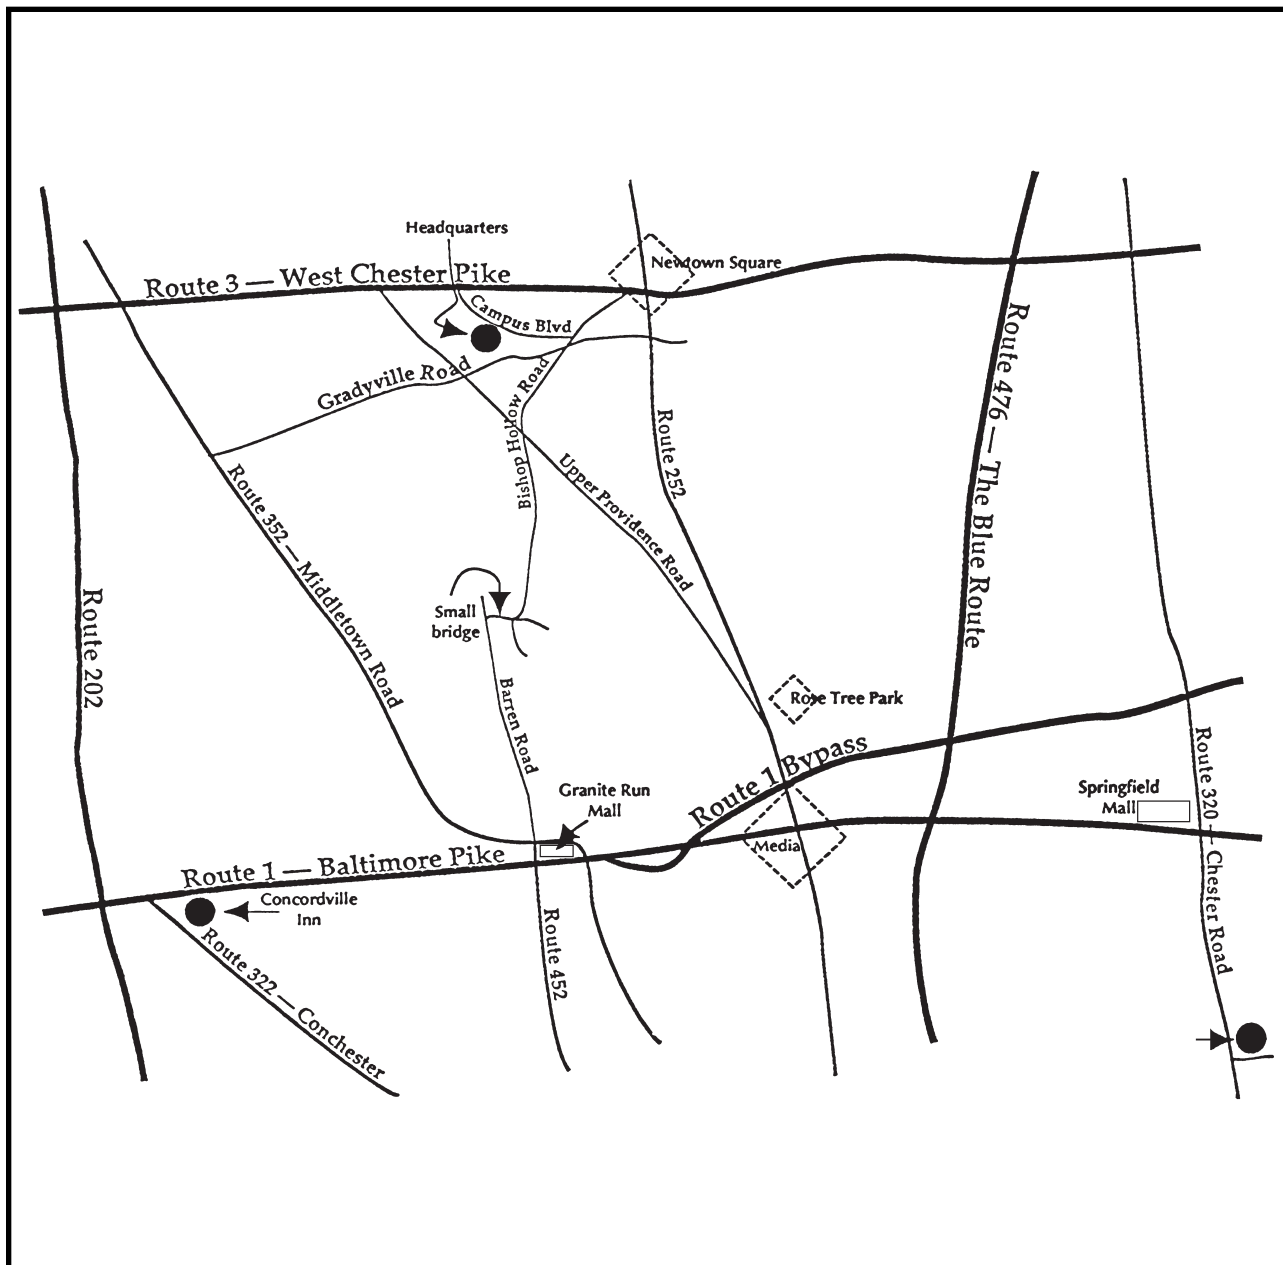 Headquarters
Newtown Square
Route 3 — West Chester Pike
Campus Blvd
Gradyville Road
Bishop Hollow Road
Route 252
Route 476 — The Blue Route
Upper Providence Road
Route 352 — Middletown Road
Route 202
Small
bridge
Barren Road
Rose Tree Park
Route 1 Bypass
Granite Run
Mall
Springfield
Mall
Route 320 — Chester Road
Media
Route 1 — Baltimore Pike
Concordville
Inn
Route 452
Route 322 — Conchester